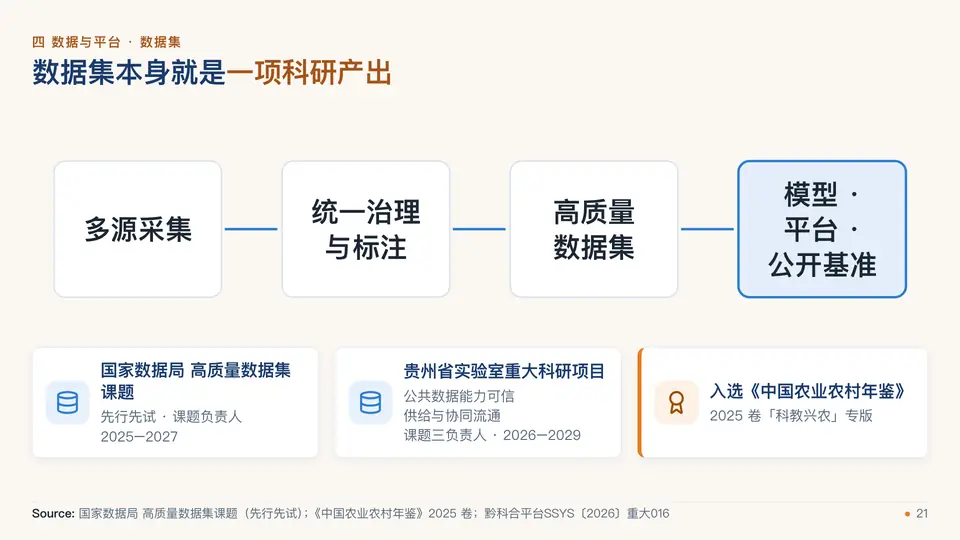 四 数据与平台 · 数据集
数据集本身就是一项科研产出
多源采集
统一治理
与标注
高质量
数据集
模型 ·
平台 ·
公开基准
国家数据局 高质量数据集
课题
先行先试 · 课题负责人
2025—2027
贵州省实验室重大科研项目
公共数据能力可信
供给与协同流通
课题三负责人 · 2026—2029
入选《中国农业农村年鉴》
2025 卷「科教兴农」专版
Source: 国家数据局 高质量数据集课题（先行先试）；《中国农业农村年鉴》2025 卷；黔科合平台SSYS〔2026〕重大016
21